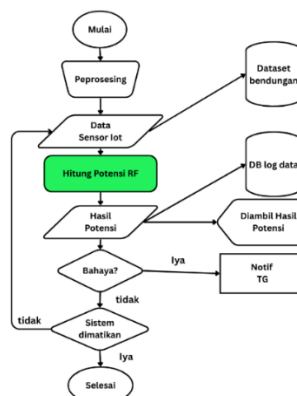 Mulai
Peprosesing
Dataset
bendungan
Data
Sensor Iot
Hitung Potensi RF
DB log data
Hasil
Potensi
Diambil Hasil
Potensi
Bahaya?
Iya
Notif
TG
tidak
tidak
Sistem
dimatikan
Iya
Selesai